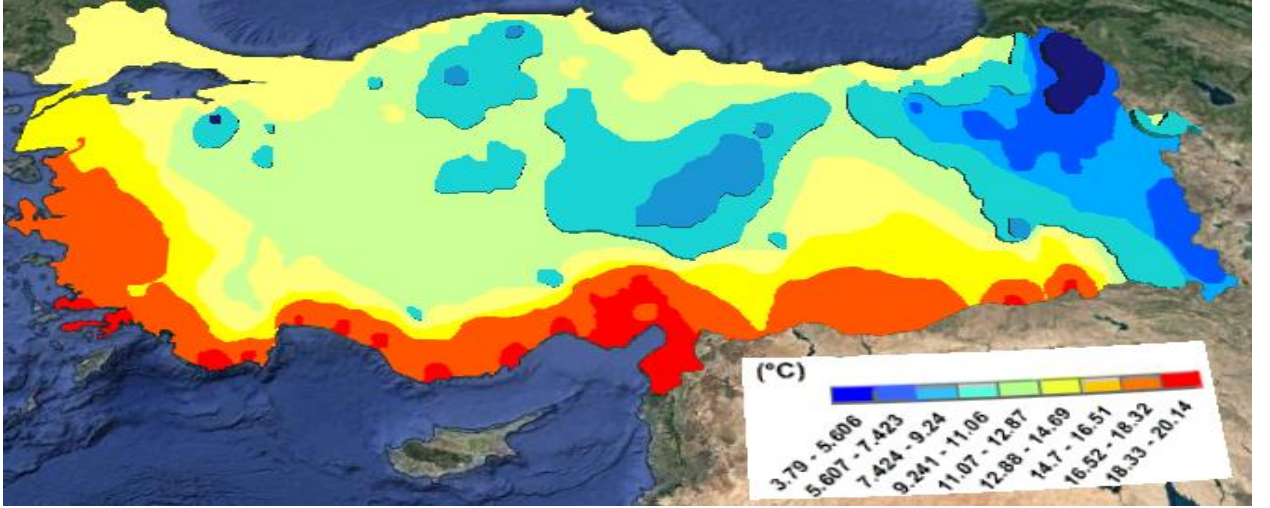 (°C)
3.79 - 5.606
5.607 - 7.423
7.424 - 9.24
9.241 - 11.06
11.07 - 12.87
12.88 - 14.69
14.7 - 16.51
16.52 - 18.32
18.33 - 20.14